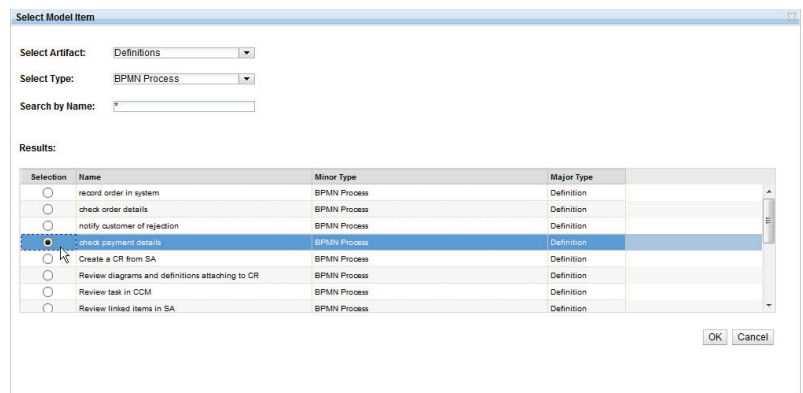 Select Model Item
Select Artifact: Definitions
Select Type: BPMN Process
Search by Name: *
Results:
Selection Name Minor Type Major Type
record order in system BPMN Process Definition
check order details BPMN Process Definition
notify customer of rejection BPMN Process Definition
check payment details BPMN Process Definition
Create a CR from SA BPMN Process Definition
Review diagrams and definitions attaching to CR BPMN Process Definition
Review task in CCM BPMN Process Definition
Review linked items in SA BPMN Process Definition
OK Cancel